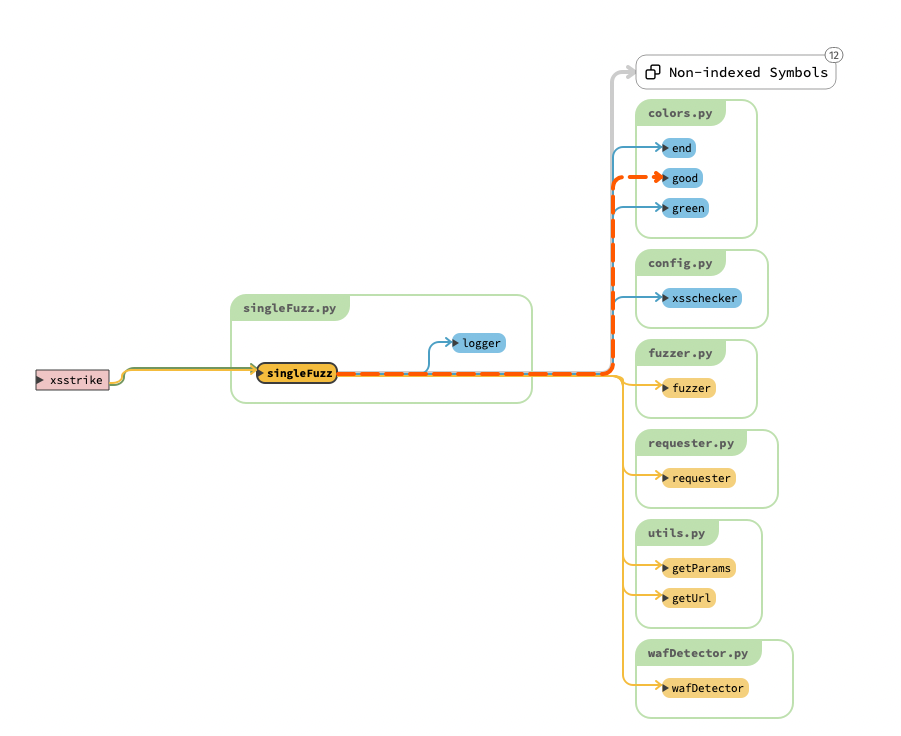 12
Non-indexed Symbols
colors.py
end
good
green
config.py
xsschecker
singleFuzz.py
logger
singleFuzz
xsstrike
fuzzer.py
fuzzer
requester.py
requester
utils.py
getParams
getUrl
wafDetector.py
wafDetector